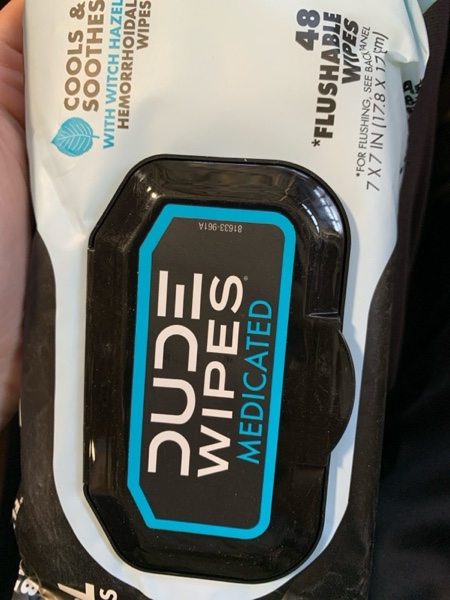 COOLS &
SOOTHES
WITH WITCH HAZEL
HEMORRHOIDAL
WIPES
48
*FLUSHABLE
WIPES
*FOR FLUSHING, SEE BACK PANEL
7 X 7 IN (17.8 X 17.8 cm)
81633-961A
DUDE
WIPES®
MEDICATED